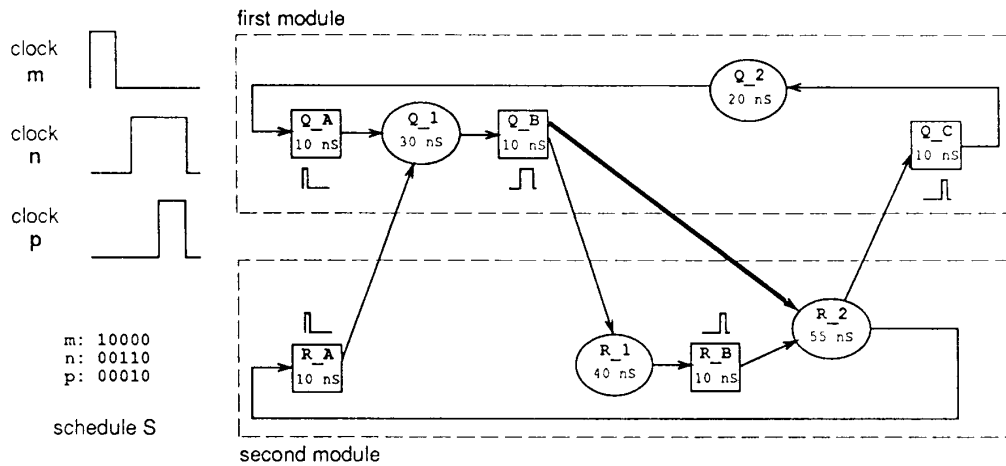 first module
clock
m
clock
n
clock
p
m: 10000
n: 00110
p: 00010
schedule S
Q_A
10 nS
Q_1
30 nS
Q_B
10 nS
Q_2
20 nS
Q_C
10 nS
R_A
10 nS
R_1
40 nS
R_B
10 nS
R_2
55 nS
second module